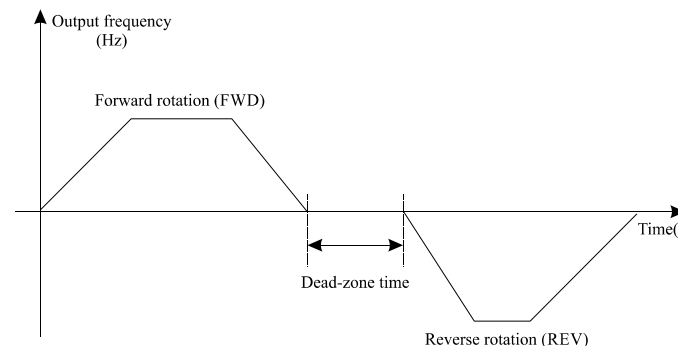 Output frequency
(Hz)
Forward rotation (FWD)
Time(
Dead-zone time
Reverse rotation (REV)